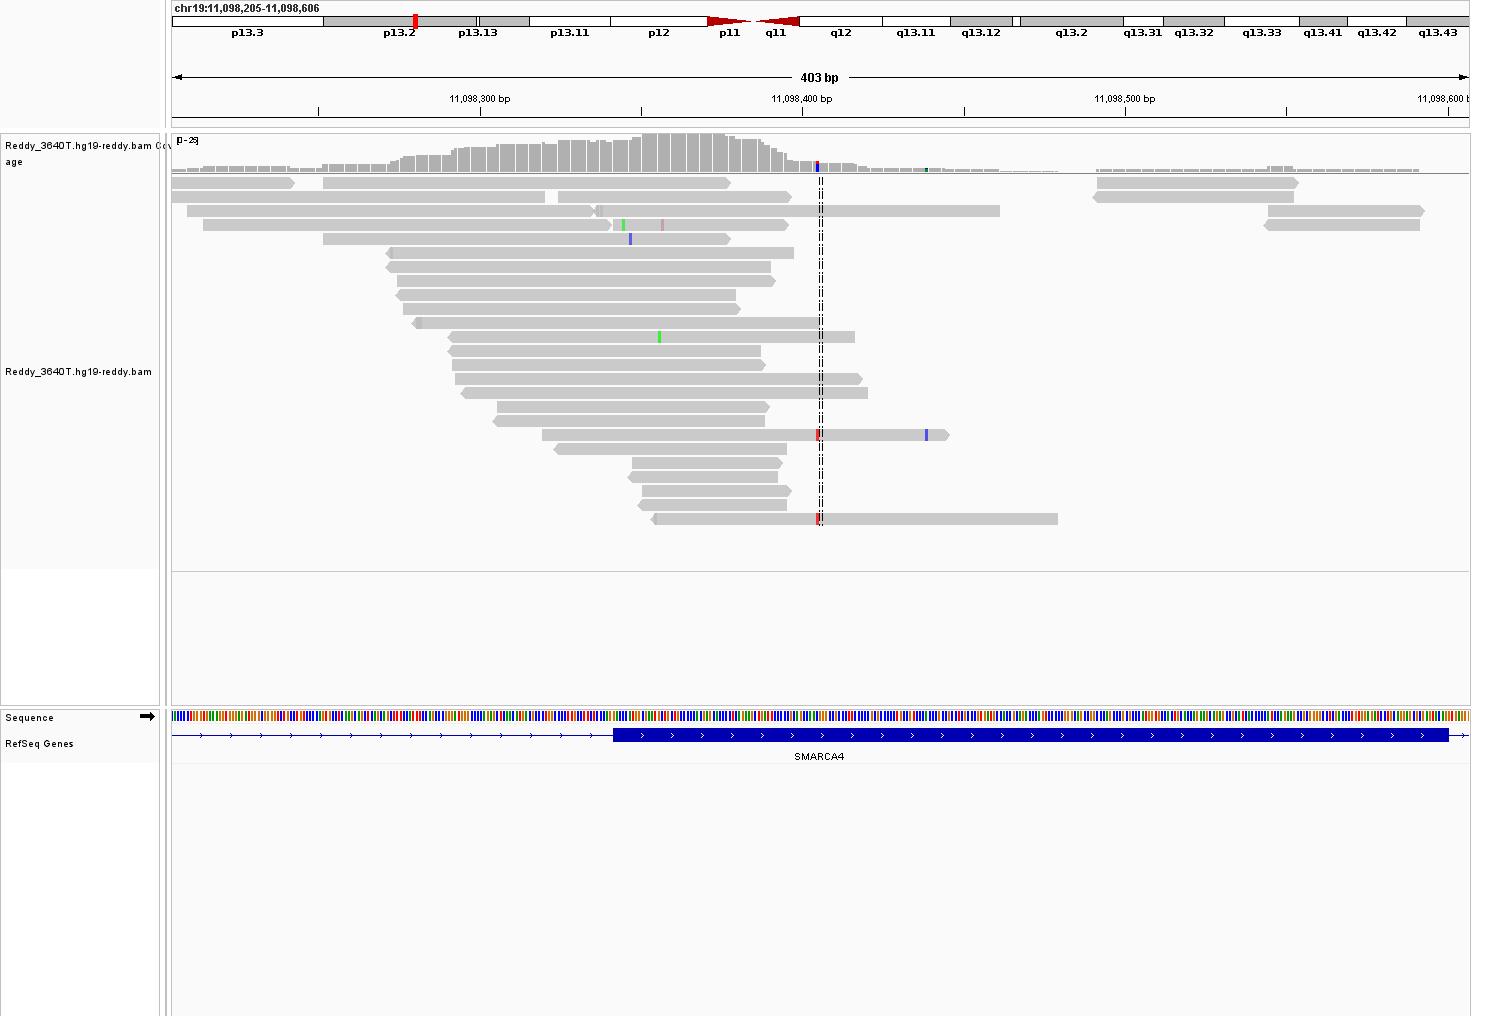 chr19:11,098,205-11,098,606
p13.3 p13.2 p13.13 p13.11 p12 p11 q11 q12 q13.11 q13.12 q13.2 q13.31 q13.32 q13.33 q13.41 q13.42 q13.43
403 bp
11,098,300 bp 11,098,400 bp 11,098,500 bp 11,098,600 b
Reddy_3640T.hg19-reddy.bam Cov
age
Reddy_3640T.hg19-reddy.bam
Sequence
RefSeq Genes
SMARCA4